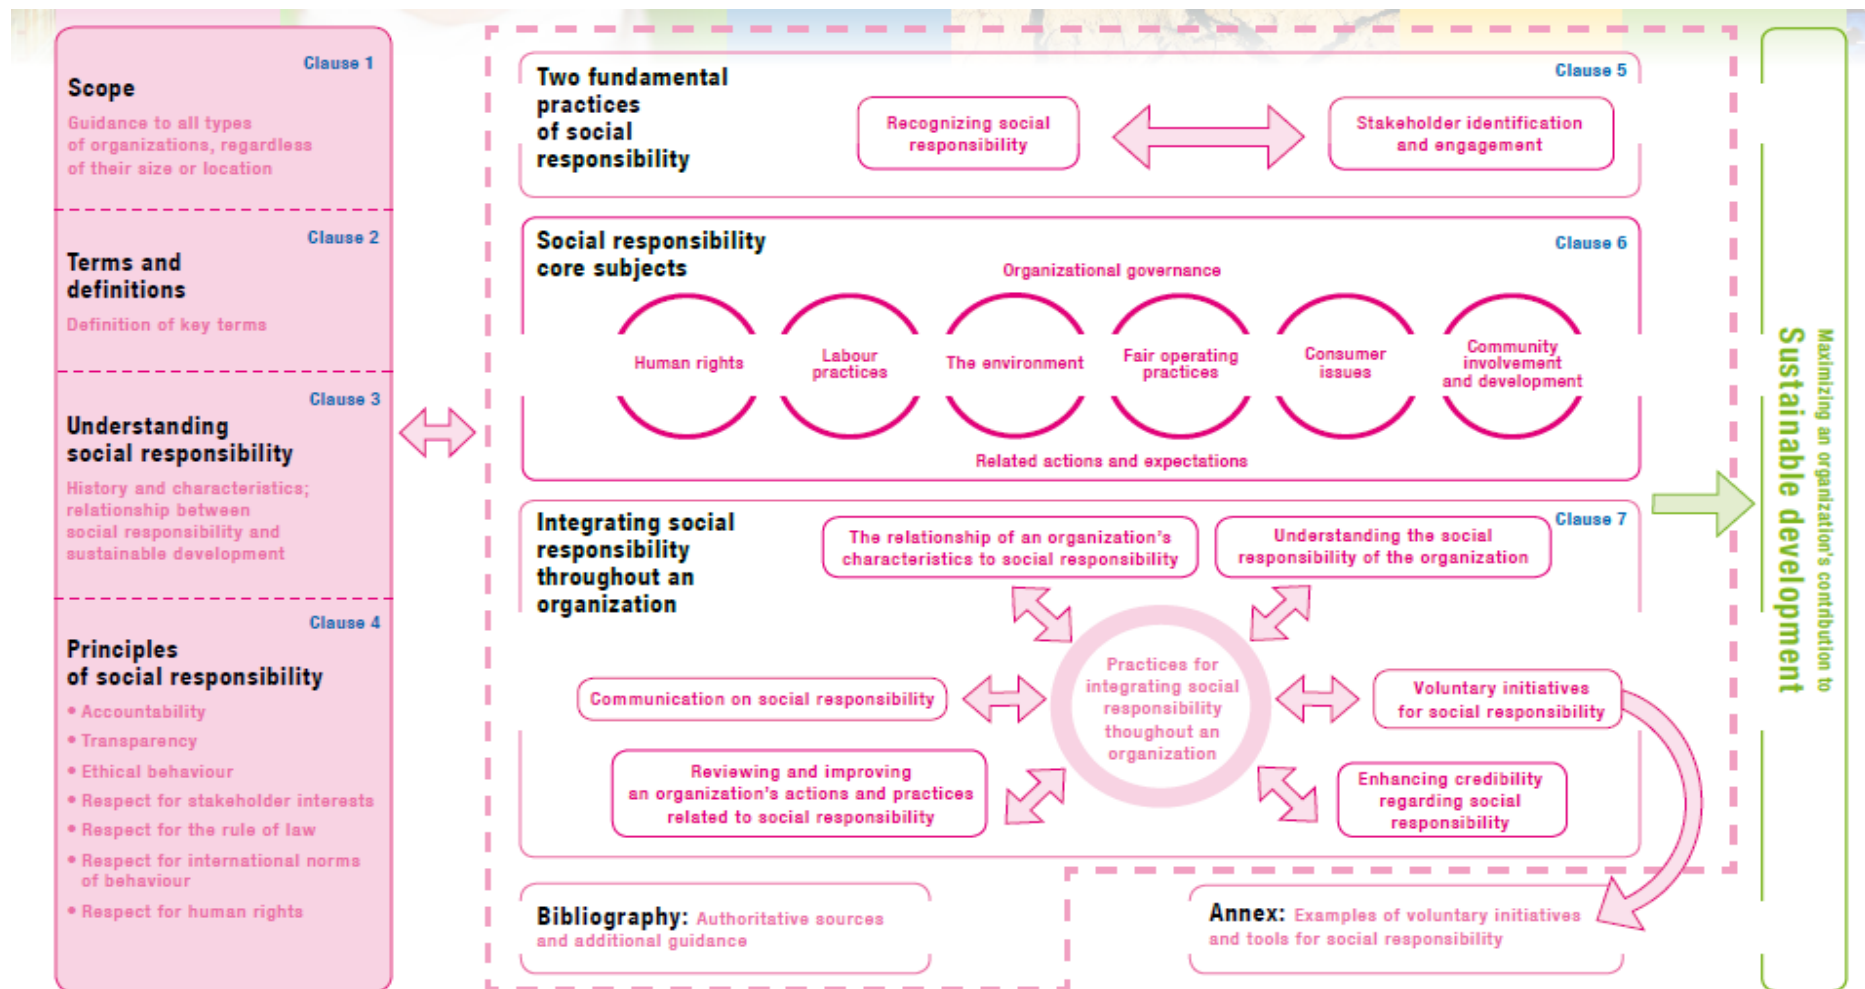 Clause 1
Scope
Guidance to all types
of organizations, regardless
of their size or location
Clause 2
Terms and
definitions
Definition of key terms
Clause 3
Understanding
social responsibility
History and characteristics;
relationship between
social responsibility and
sustainable development
Clause 4
Principles
of social responsibility
• Accountability
• Transparency
• Ethical behaviour
• Respect for stakeholder interests
• Respect for the rule of law
• Respect for international norms
of behaviour
• Respect for human rights
Two fundamental
practices
of social
responsibility
Clause 5
Recognizing social
responsibility
Stakeholder identification
and engagement
Social responsibility
core subjects
Clause 6
Organizational governance
Human rights
Labour
practices
The environment
Fair operating
practices
Consumer
issues
Community
involvement
and development
Related actions and expectations
Integrating social
responsibility
throughout an
organization
Clause 7
The relationship of an organization's
characteristics to social responsibility
Understanding the social
responsibility of the organization
Practices for
integrating social
responsibility
thoughout an
organization
Communication on social responsibility
Voluntary initiatives
for social responsibility
Reviewing and improving
an organization's actions and practices
related to social responsibility
Enhancing credibility
regarding social
responsibility
Bibliography: Authoritative sources
and additional guidance
Annex: Examples of voluntary initiatives
and tools for social responsibility
Maximizing an organization's contribution to
Sustainable development